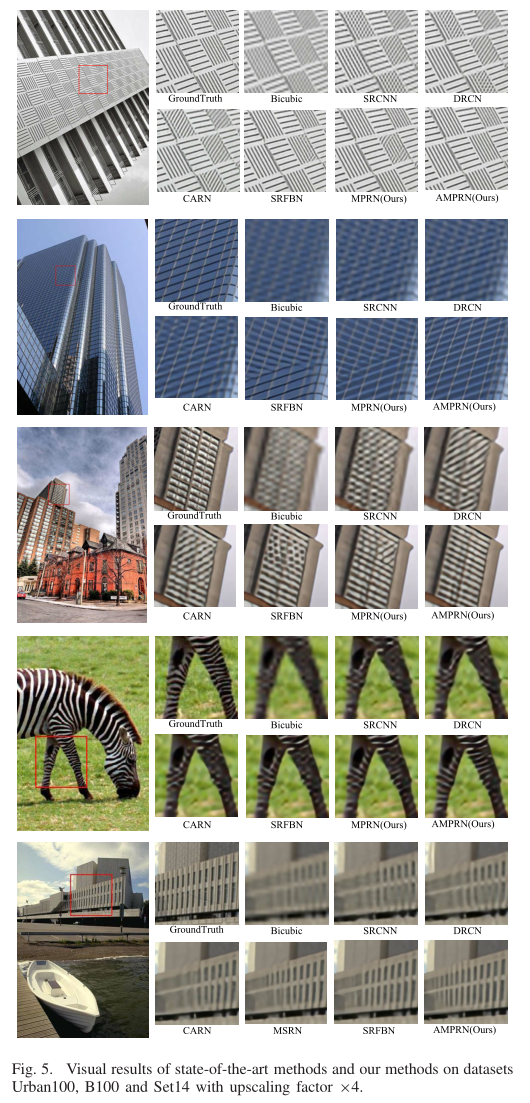 GroundTruth Bicubic SRCNN DRCN
CARN SRFBN MPRN(Ours) AMPRN(Ours)
GroundTruth Bicubic SRCNN DRCN
CARN SRFBN MPRN(Ours) AMPRN(Ours)
GroundTruth Bicubic SRCNN DRCN
CARN SRFBN MPRN(Ours) AMPRN(Ours)
GroundTruth Bicubic SRCNN DRCN
CARN SRFBN MPRN(Ours) AMPRN(Ours)
GroundTruth Bicubic SRCNN DRCN
CARN MSRN SRFBN AMPRN(Ours)
Fig. 5. Visual results of state-of-the-art methods and our methods on datasets
Urban100, B100 and Set14 with upscaling factor ×4.